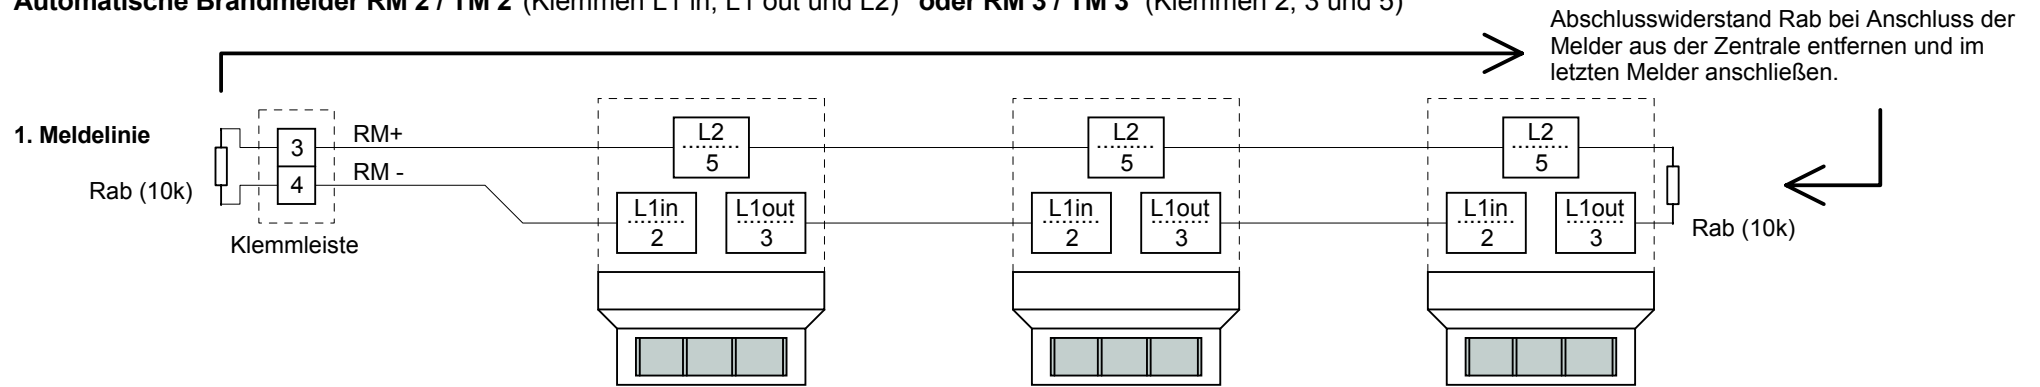 Automatische Brandmelder RM 2 / TM 2 (Klemmen L1 in, L1 out und L2) oder RM 3 / TM 3 (Klemmen 2, 3 und 5)
Abschlusswiderstand Rab bei Anschluss der
Melder aus der Zentrale entfernen und im
letzten Melder anschließen.
1. Meldelinie
Rab (10k)
3
4
Klemmleiste
RM+
RM -
L2
5
L1in
2
L1out
3
L2
5
L1in
2
L1out
3
L2
5
L1in
2
L1out
3
Rab (10k)